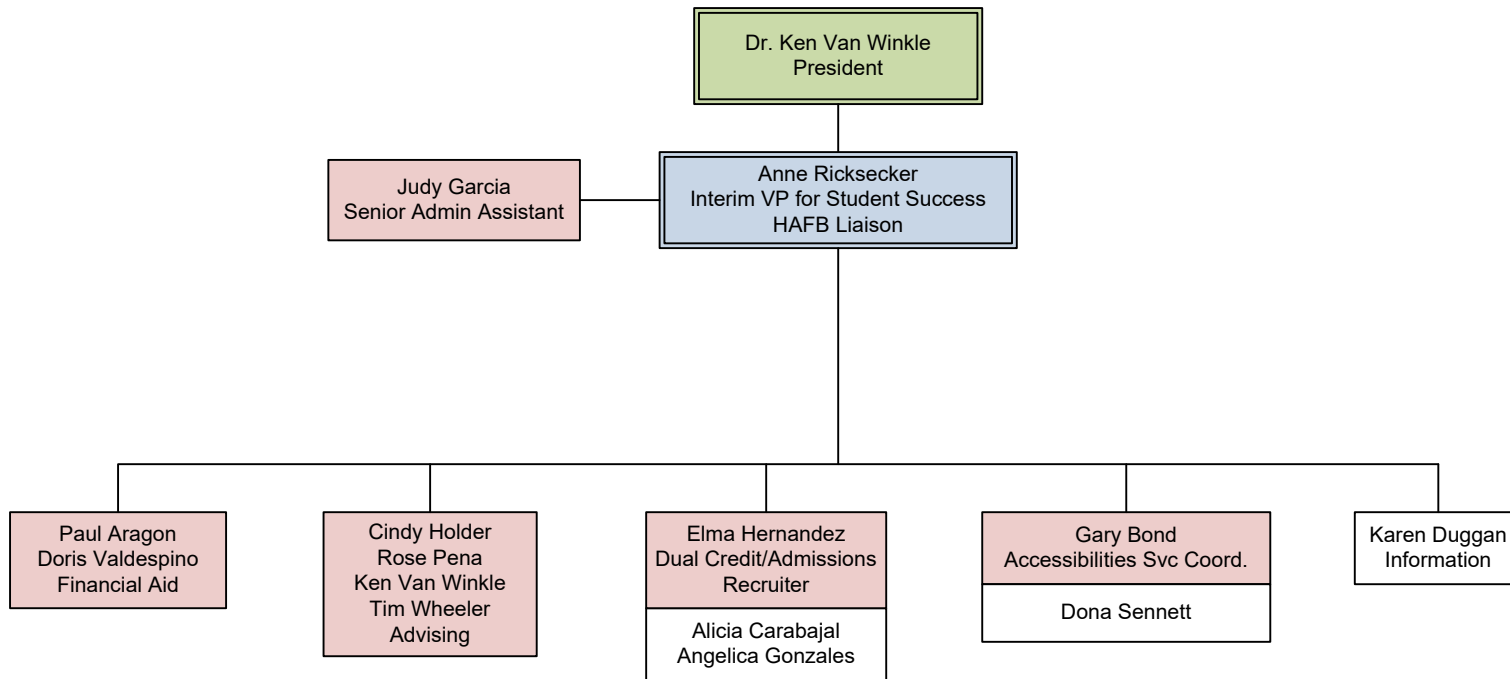 Dr. Ken Van Winkle
President
Judy Garcia
Senior Admin Assistant
Anne Ricksecker
Interim VP for Student Success
HAFB Liaison
Paul Aragon
Doris Valdespino
Financial Aid
Cindy Holder
Rose Pena
Ken Van Winkle
Tim Wheeler
Advising
Elma Hernandez
Dual Credit/Admissions
Recruiter
Alicia Carabajal
Angelica Gonzales
Gary Bond
Accessibilities Svc Coord.
Dona Sennett
Karen Duggan
Information